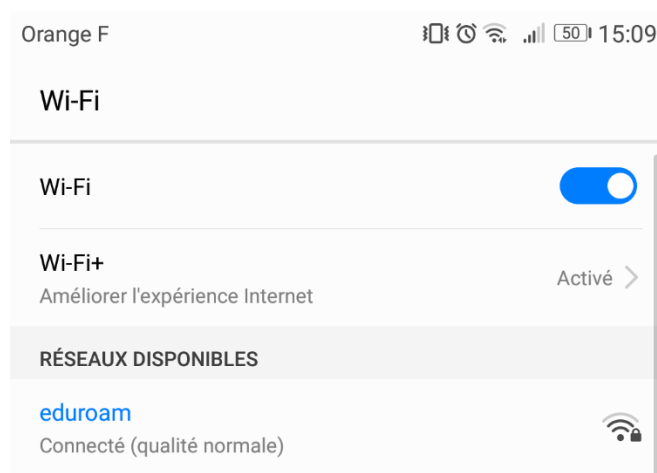 Orange F 50 15:09
Wi-Fi
Wi-Fi
Wi-Fi+
Améliorer l'expérience Internet
Activé
RÉSEAUX DISPONIBLES
eduroam
Connecté (qualité normale)